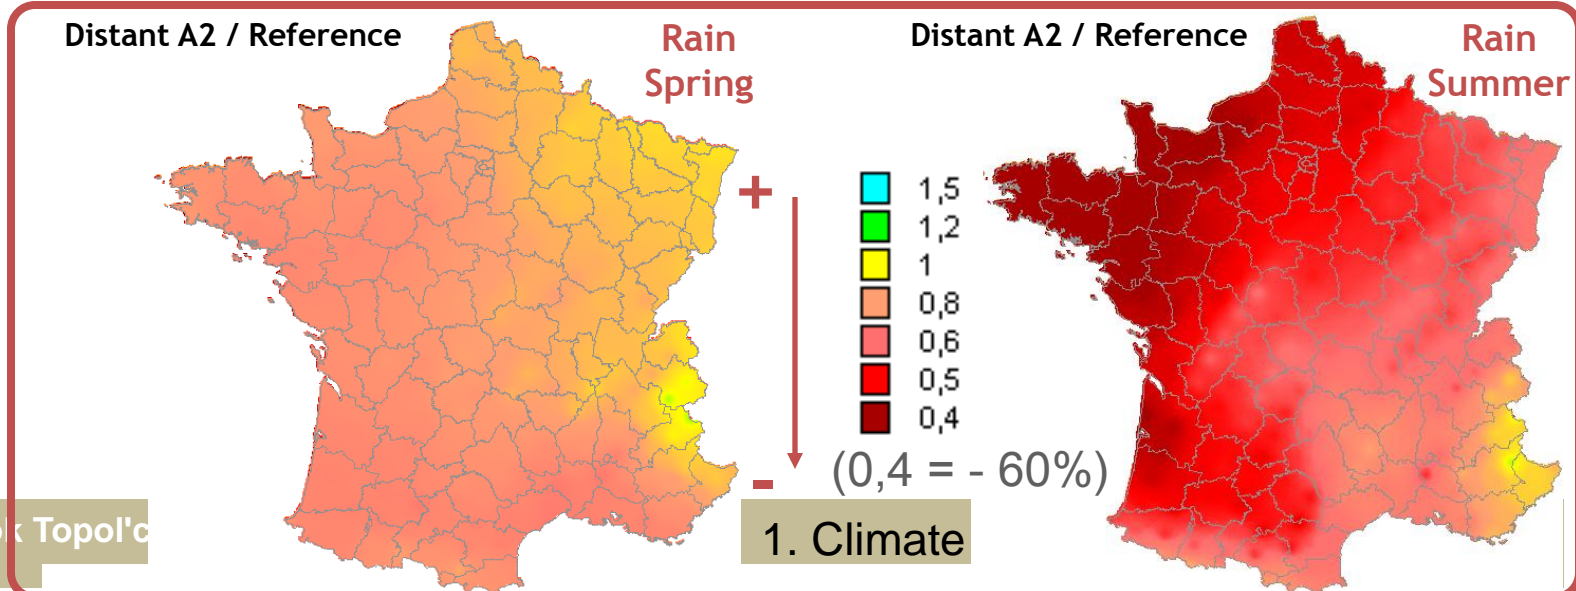 Distant A2 / Reference
Rain
Spring
Distant A2 / Reference
Rain
Summer
+
1,5
1,2
1
0,8
0,6
0,5
0,4
-
(0,4 = - 60%)
Topol'c
1. Climate